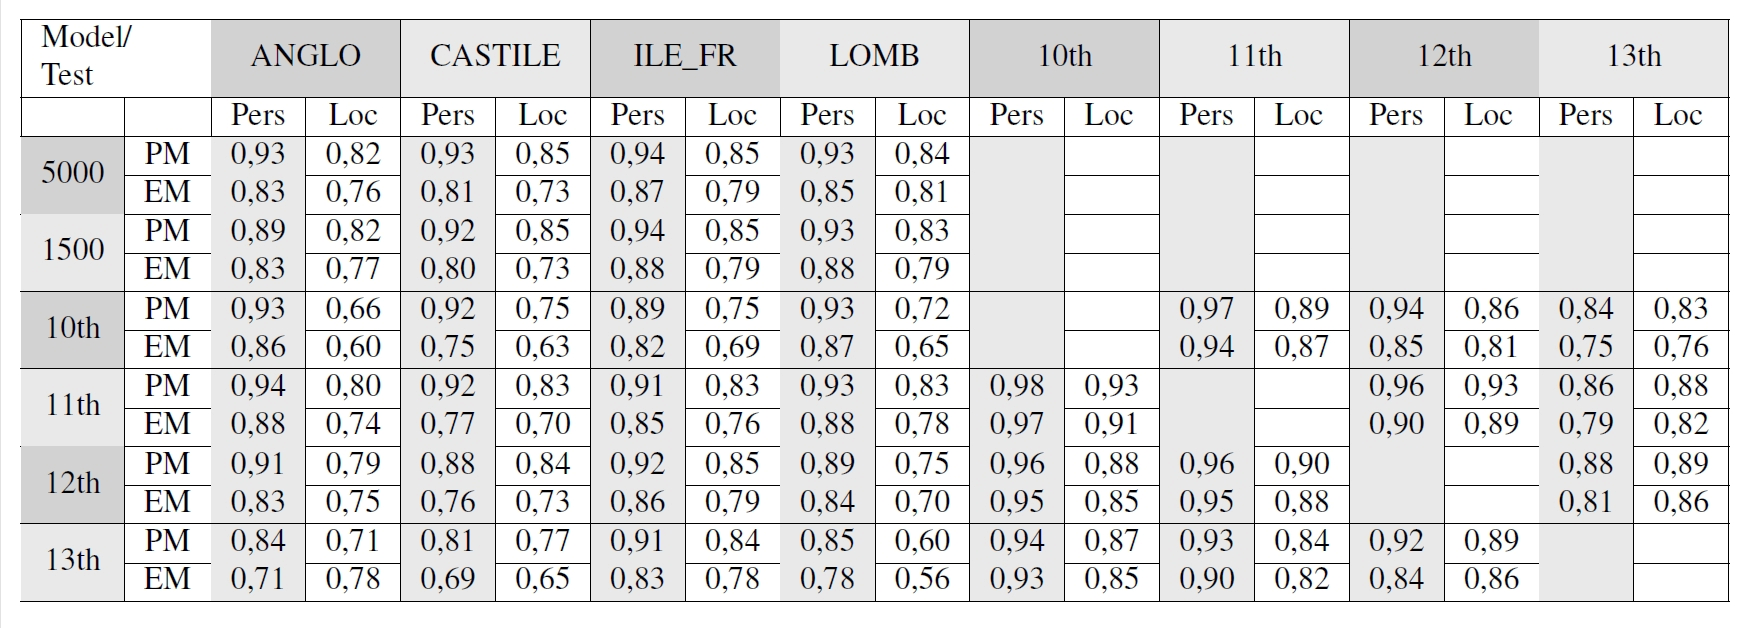 Model/ Test ANGLO CASTILE ILE_FR LOMB 10th 11th 12th 13th
Pers Loc Pers Loc Pers Loc Pers Loc Pers Loc Pers Loc Pers Loc Pers Loc
5000 PM 0,93 0,82 0,93 0,85 0,94 0,85 0,93 0,84
EM 0,83 0,76 0,81 0,73 0,87 0,79 0,85 0,81
1500 PM 0,89 0,82 0,92 0,85 0,94 0,85 0,93 0,83
EM 0,83 0,77 0,80 0,73 0,88 0,79 0,88 0,79
10th PM 0,93 0,66 0,92 0,75 0,89 0,75 0,93 0,72 0,97 0,89 0,94 0,86 0,84 0,83
EM 0,86 0,60 0,75 0,63 0,82 0,69 0,87 0,65 0,94 0,87 0,85 0,81 0,75 0,76
11th PM 0,94 0,80 0,92 0,83 0,91 0,83 0,93 0,83 0,98 0,93 0,96 0,93 0,86 0,88
EM 0,88 0,74 0,77 0,70 0,85 0,76 0,88 0,78 0,97 0,91 0,90 0,89 0,79 0,82
12th PM 0,91 0,79 0,88 0,84 0,92 0,85 0,89 0,75 0,96 0,88 0,96 0,90 0,88 0,89
EM 0,83 0,75 0,76 0,73 0,86 0,79 0,84 0,70 0,95 0,85 0,95 0,88 0,81 0,86
13th PM 0,84 0,71 0,81 0,77 0,91 0,84 0,85 0,60 0,94 0,87 0,93 0,84 0,92 0,89
EM 0,71 0,78 0,69 0,65 0,83 0,78 0,78 0,56 0,93 0,85 0,90 0,82 0,84 0,86